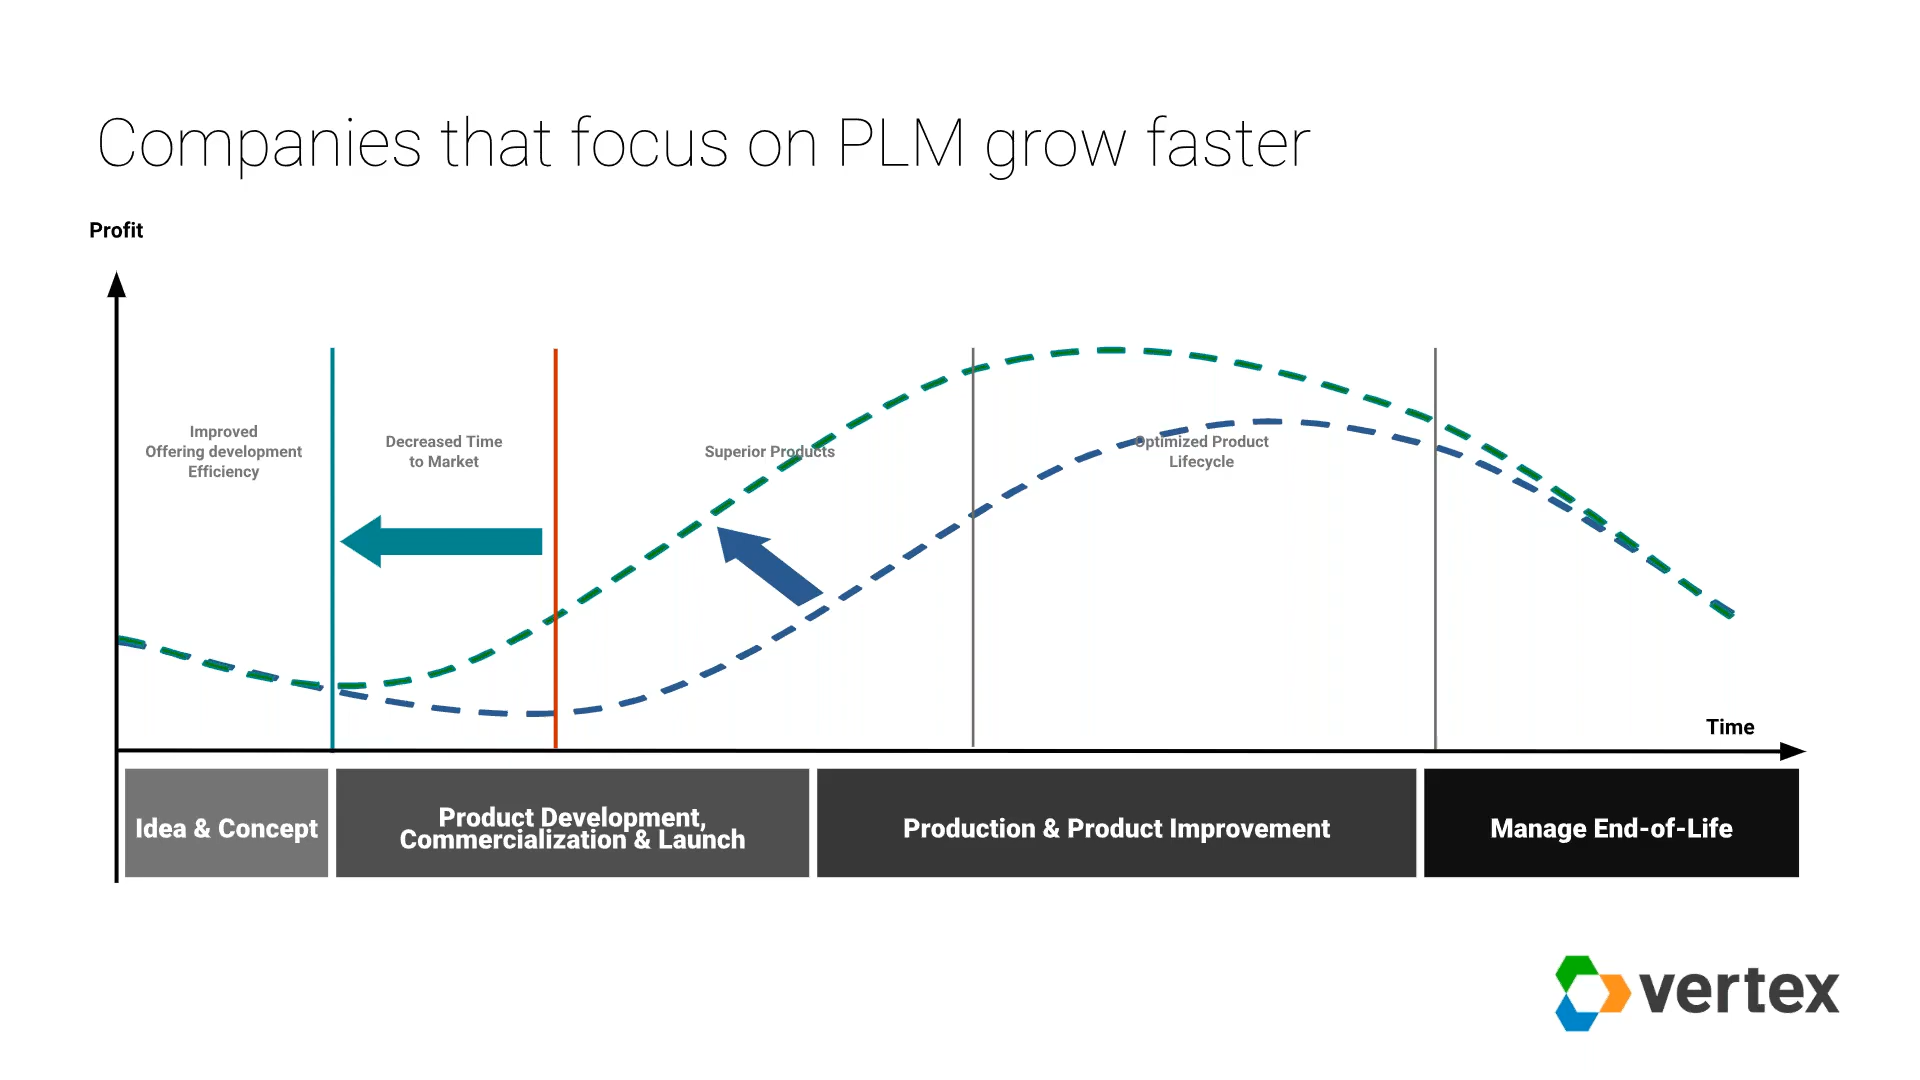 Companies that focus on PLM grow faster
Profit
Improved
Offering development
Efficiency
Decreased Time
to Market
Superior Products
Optimized Product
Lifecycle
Time
Idea & Concept
Product Development,
Commercialization & Launch
Production & Product Improvement
Manage End-of-Life
vertex